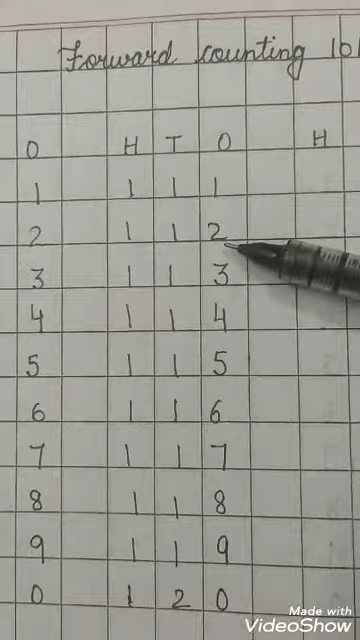 Forward counting 101
O H T O H
1 1 1 1
2 1 1 2
3 1 1 3
4 1 1 4
5 1 1 5
6 1 1 6
7 1 1 7
8 1 1 8
9 1 1 9
0 1 2 0
Made with
VideoShow